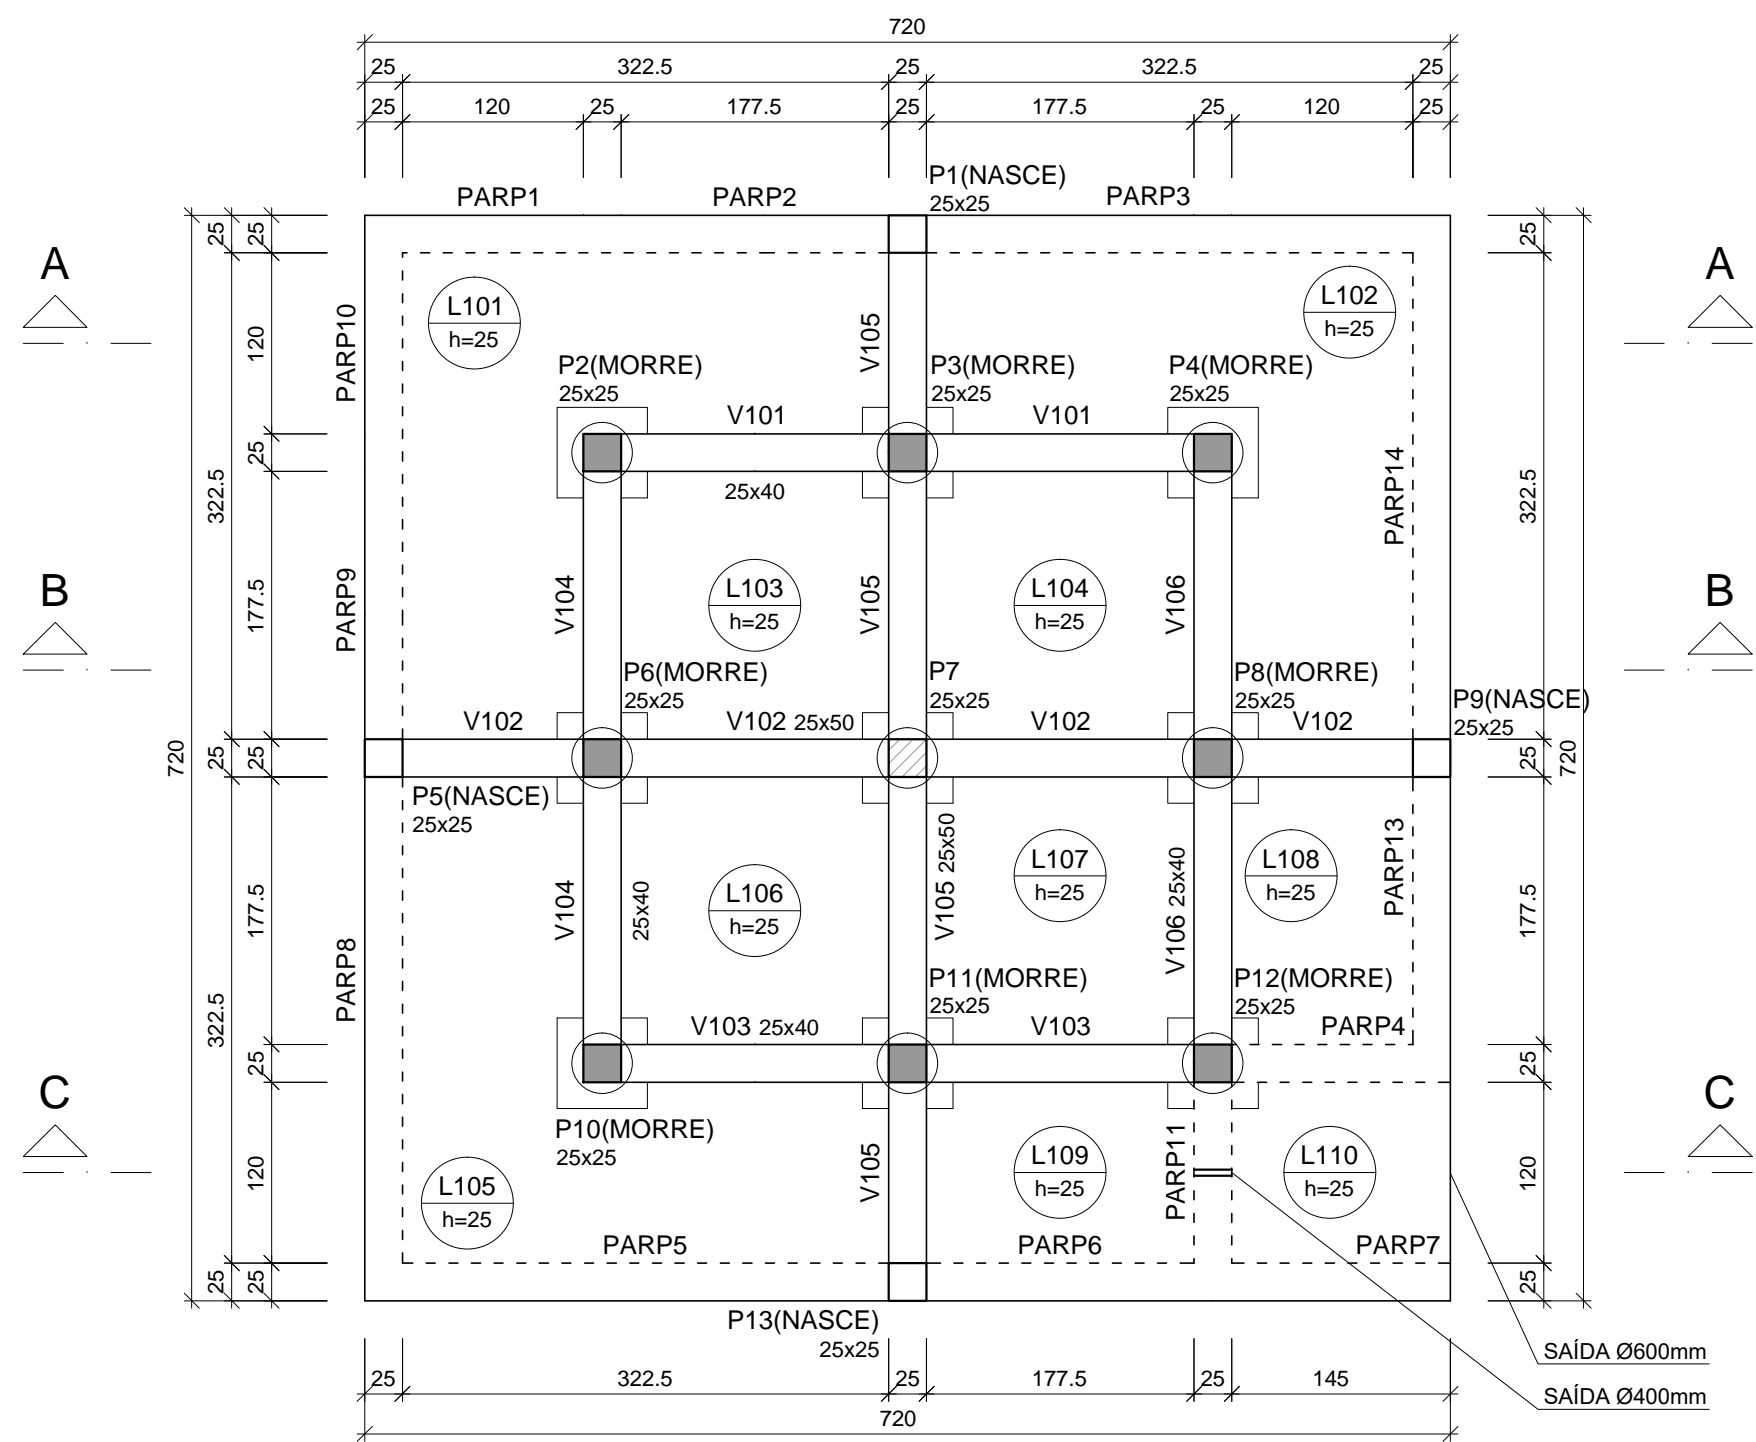 720
25 322.5 25 322.5 25
25 120 25 177.5 25 177.5 25 120 25
P1(NASCE)
25x25
PARP1 PARP2 PARP3
25 25 25
A A
L101
h=25
L102
h=25
PARP10
120
V105
322.5
P2(MORRE)
25x25
P3(MORRE)
25x25
P4(MORRE)
25x25
V101 V101
25
25x40
PARP14
322.5
B B
PARP9
177.5
V104
L103
h=25
V105
L104
h=25
V106
P6(MORRE)
25x25
P7
25x25
P8(MORRE)
25x25
P9(NASCE)
25x25
V102 V102 25x50 V102 V102
720 25 25 25 720
P5(NASCE)
25x25
PARP8
322.5
177.5
V104
25x40
L106
h=25
V105 25x50
L107
h=25
V106 25x40
L108
h=25
PARP13
177.5
P11(MORRE)
25x25
P12(MORRE)
25x25
V103 25x40 V103
PARP4
25 25
C C
P10(MORRE)
25x25
120
L105
h=25
V105
L109
h=25
PARP11
L110
h=25
120
PARP5 PARP6 PARP7
25 25 25
P13(NASCE)
25x25
SAÍDA Ø600mm
25 322.5 25 177.5 25 145
SAÍDA Ø400mm
720